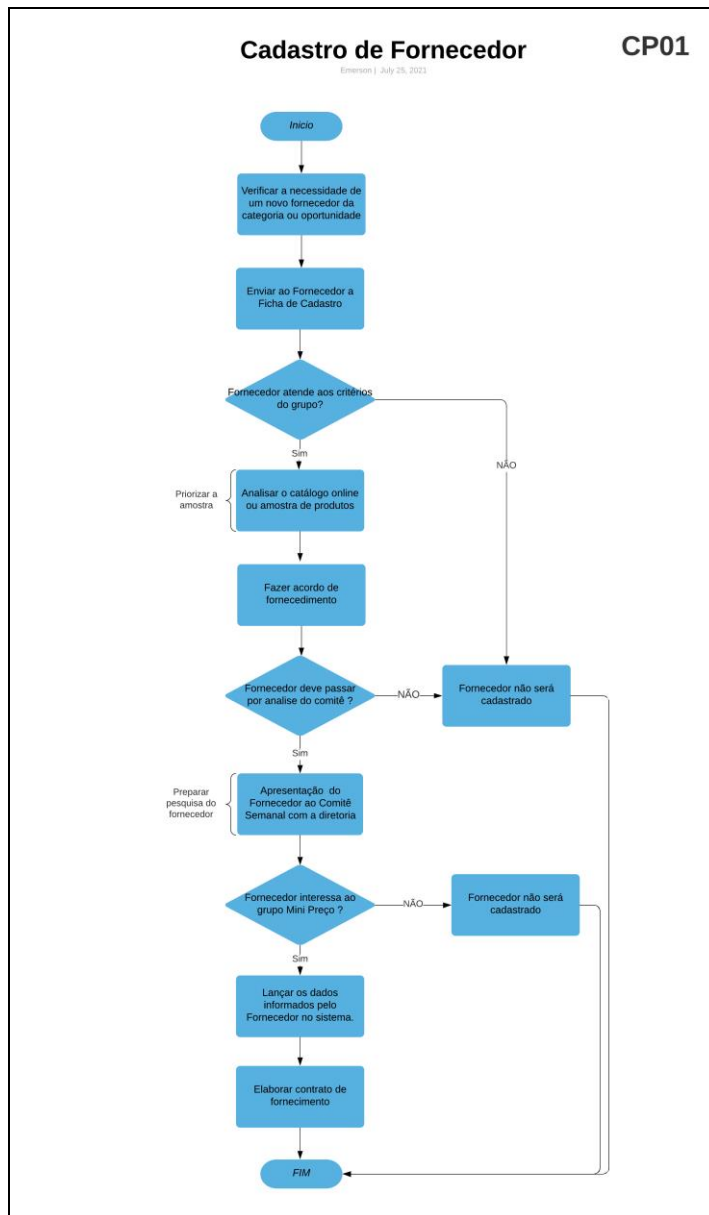 Cadastro de Fornecedor
CP01
Emerson | July 25, 2021
Inicio
Verificar a necessidade de
um novo fornecedor da
categoria ou oportunidade
Enviar ao Fornecedor a
Ficha de Cadastro
Fornecedor atende aos critérios
do grupo?
Sim
NÃO
Priorizar a
amostra
Analisar o catálogo online
ou amostra de produtos
Fazer acordo de
fornecedimento
Fornecedor deve passar
por analise do comitê ?
NÃO
Fornecedor não será
cadastrado
Sim
Preparar
pesquisa do
fornecedor
Apresentação do
Fornecedor ao Comitê
Semanal com a diretoria
Fornecedor interessa ao
grupo Mini Preço ?
NÃO
Fornecedor não será
cadastrado
Sim
Lançar os dados
informados pelo
Fornecedor no sistema.
Elaborar contrato de
fornecimento
FIM